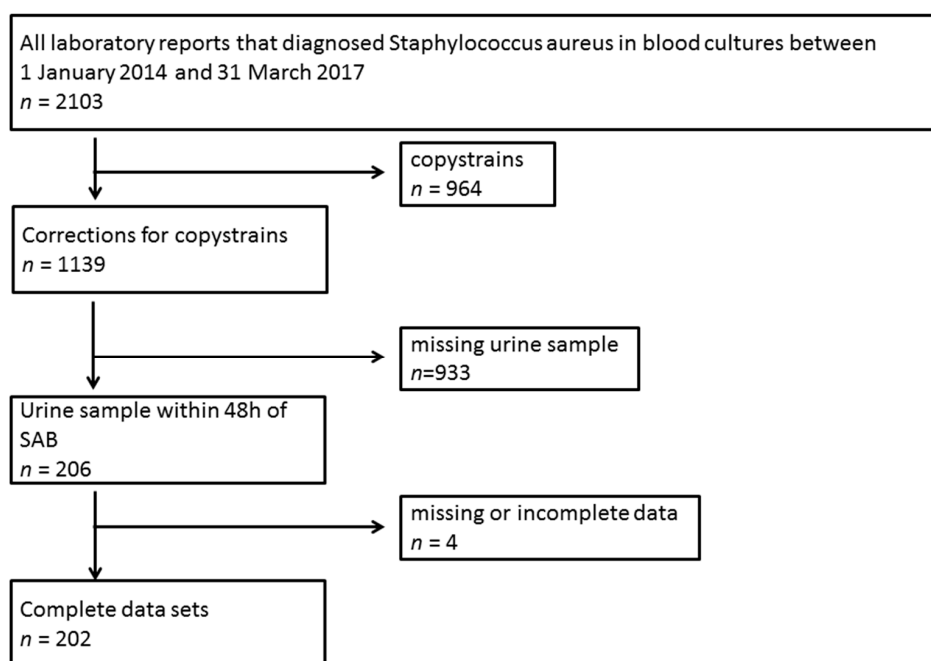 All laboratory reports that diagnosed Staphylococcus aureus in blood cultures between
1 January 2014 and 31 March 2017
n = 2103
copystrains
n = 964
Corrections for copystrains
n = 1139
missing urine sample
n=933
Urine sample within 48h of
SAB
n = 206
missing or incomplete data
n = 4
Complete data sets
n = 202